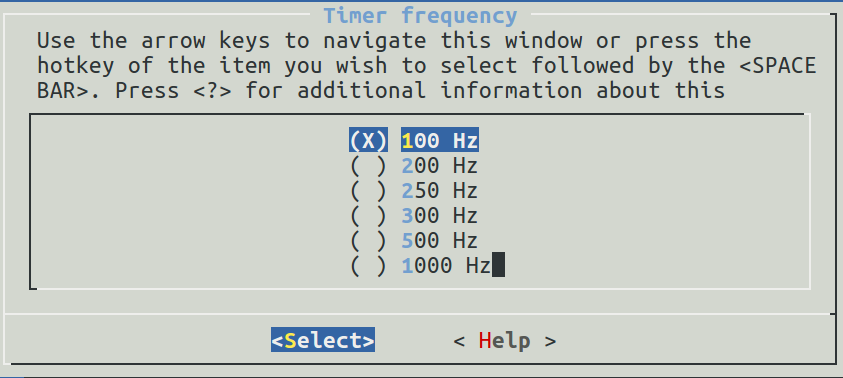 Timer frequency
Use the arrow keys to navigate this window or press the
hotkey of the item you wish to select followed by the <SPACE
BAR>. Press <?> for additional information about this
(X) 100 Hz
( ) 200 Hz
( ) 250 Hz
( ) 300 Hz
( ) 500 Hz
( ) 1000 Hz
<Select> < Help >